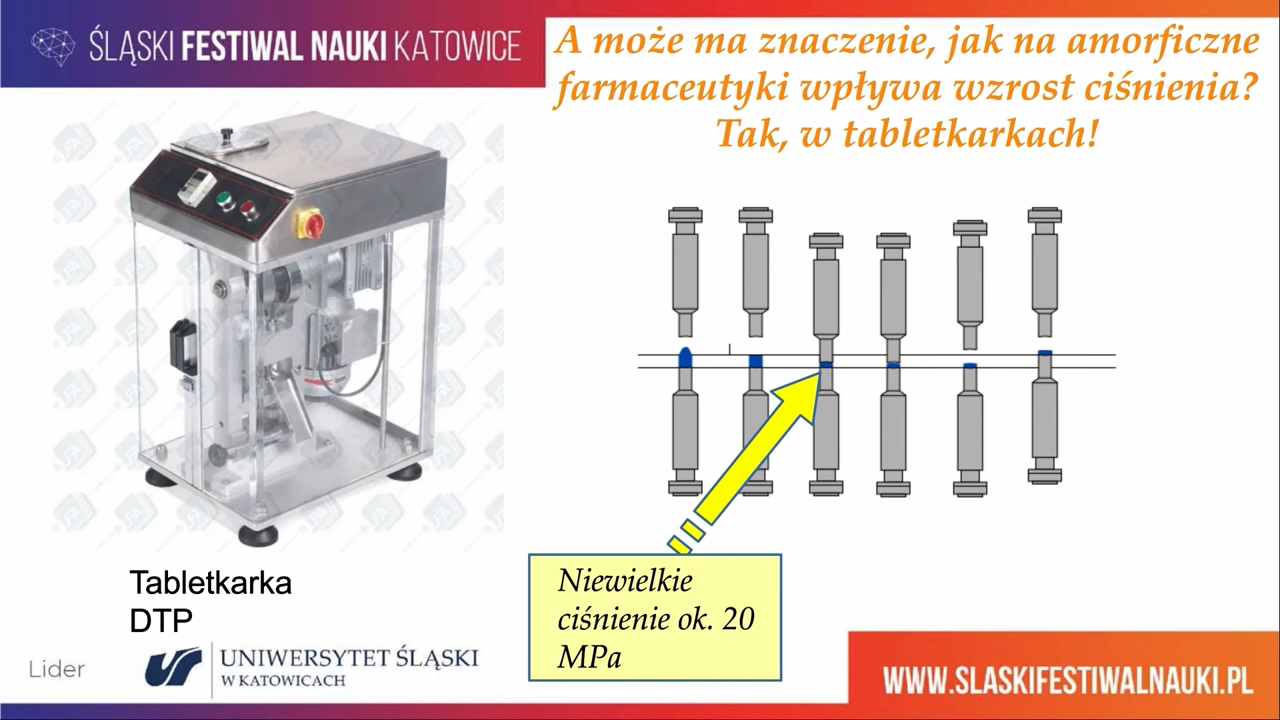 ŚLĄSKI FESTIWAL NAUKI KATOWICE
A może ma znaczenie, jak na amorficzne
farmaceutyki wpływa wzrost ciśnienia?
Tak, w tabletkarkach!
Niewielkie
ciśnienie ok. 20
MPa
Tabletkarka
DTP
Lider
UNIWERSYTET ŚLĄSKI
W KATOWICACH
WWW.SLASKIFESTIWALNAUKI.PL